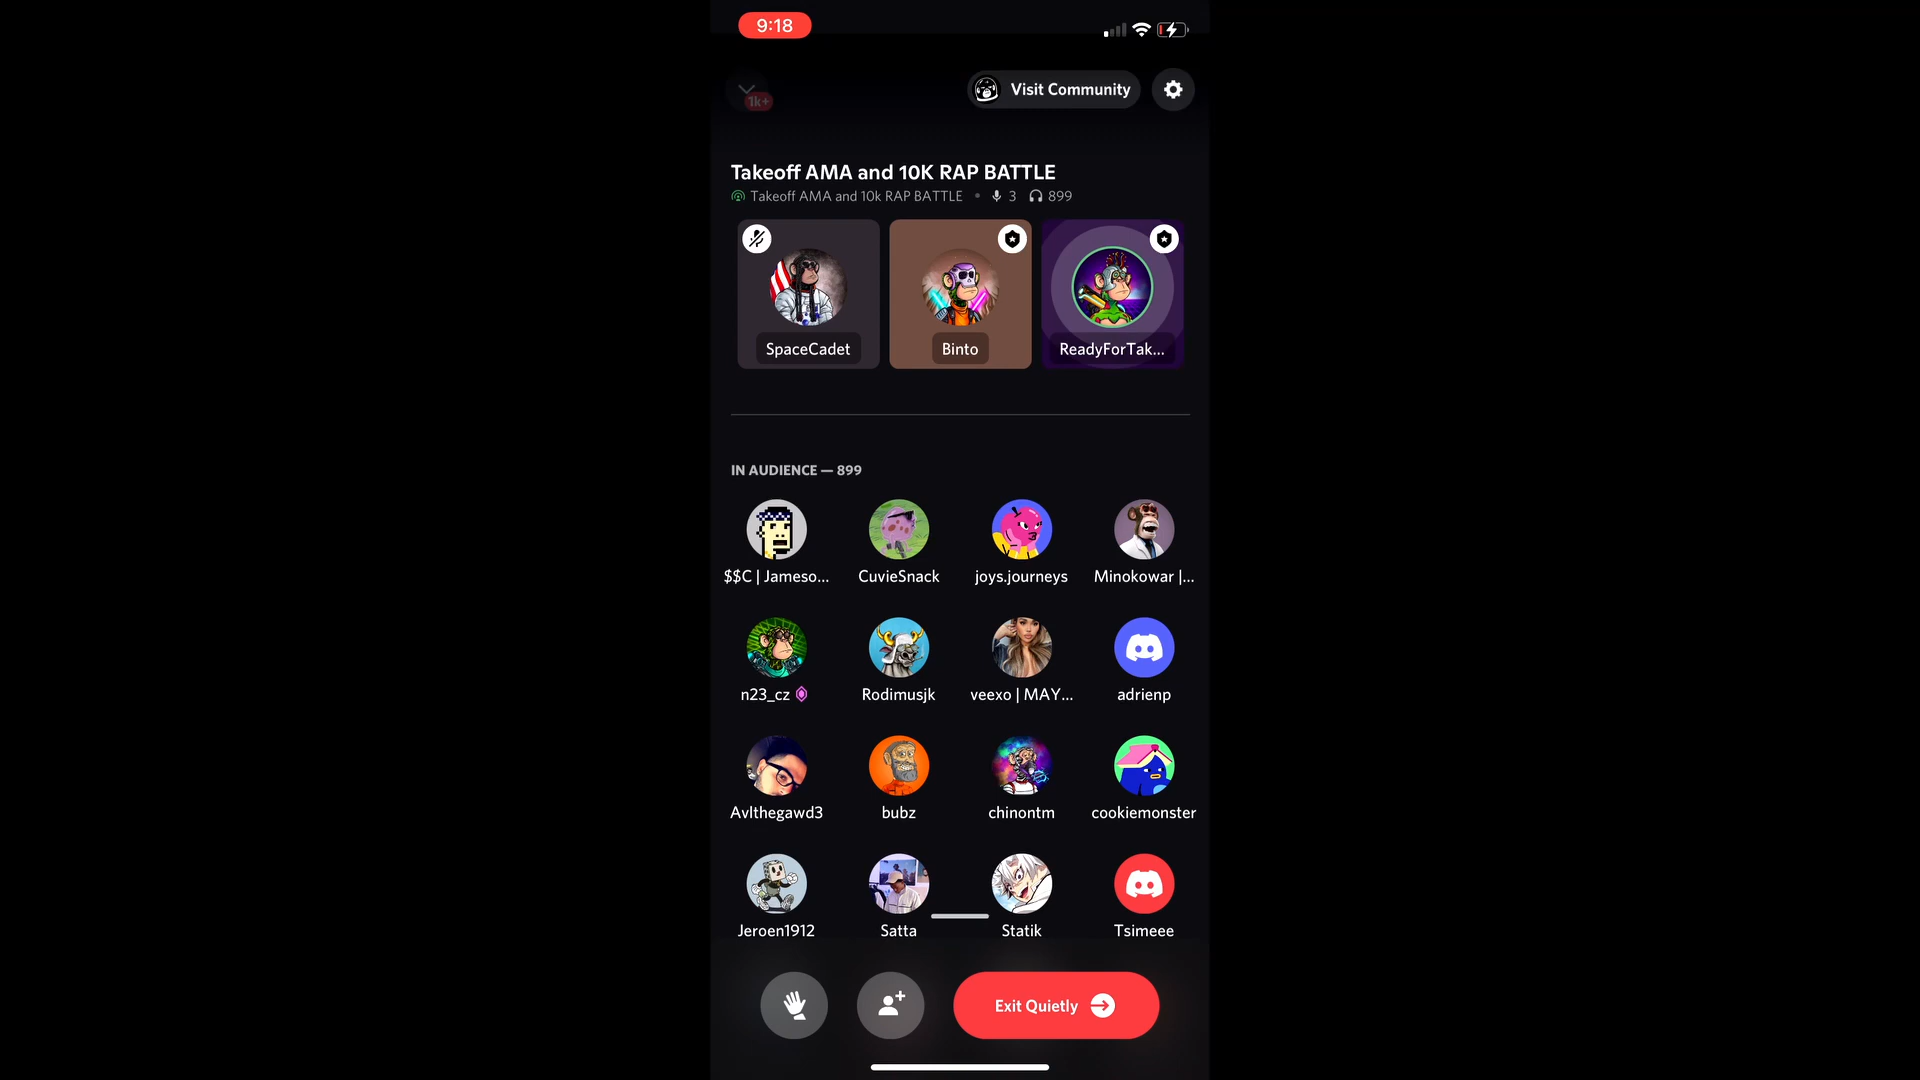 9:18
1k+
Visit Community
Takeoff AMA and 10K RAP BATTLE
Takeoff AMA and 10k RAP BATTLE • 3 899
SpaceCadet
Binto
ReadyForTak...
IN AUDIENCE — 899
$$C | Jameso...
CuvieSnack
joys.journeys
Minokowar |...
n23_cz
Rodimusjk
veexo | MAY...
adrienp
Avlthegawd3
bubz
chinontm
cookiemonster
Jeroen1912
Satta
Statik
Tsimeee
Exit Quietly